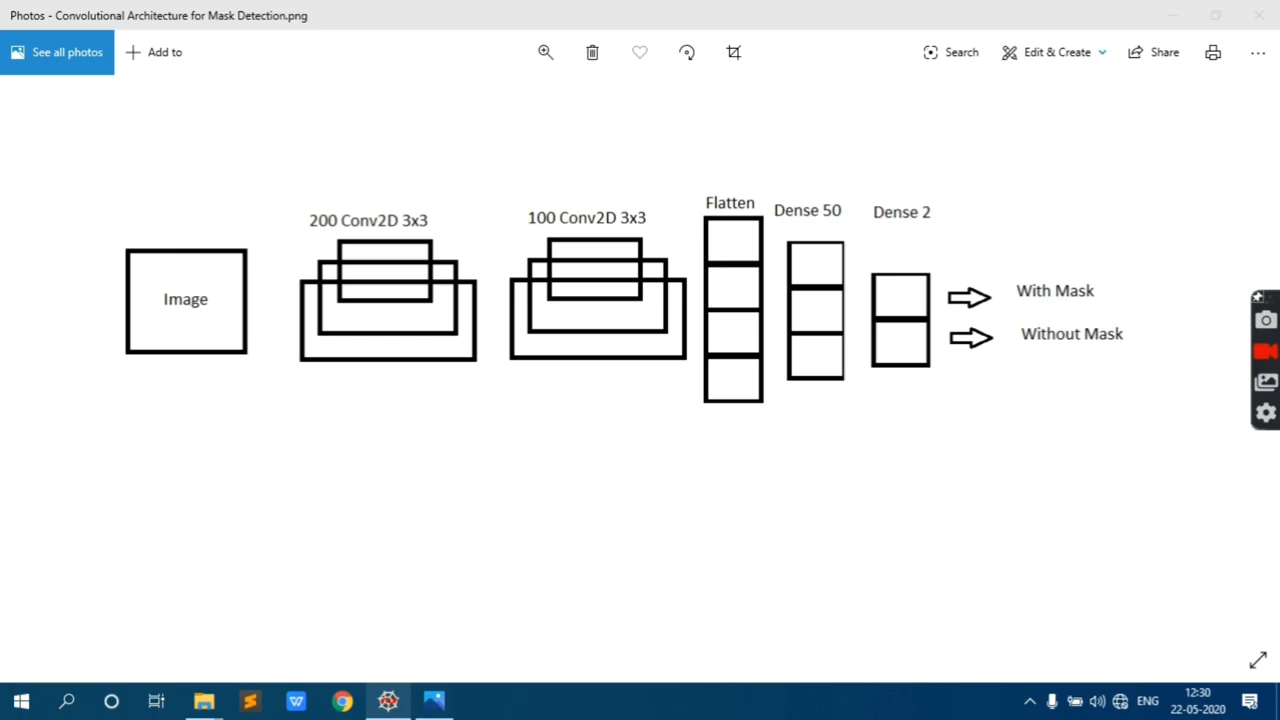 Photos - Convolutional Architecture for Mask Detection.png
See all photos
Add to
Search
Edit & Create
Share
Flatten
Dense 50
Dense 2
200 Conv2D 3x3
100 Conv2D 3x3
Image
With Mask
Without Mask
W
ENG
12:30
22-05-2020